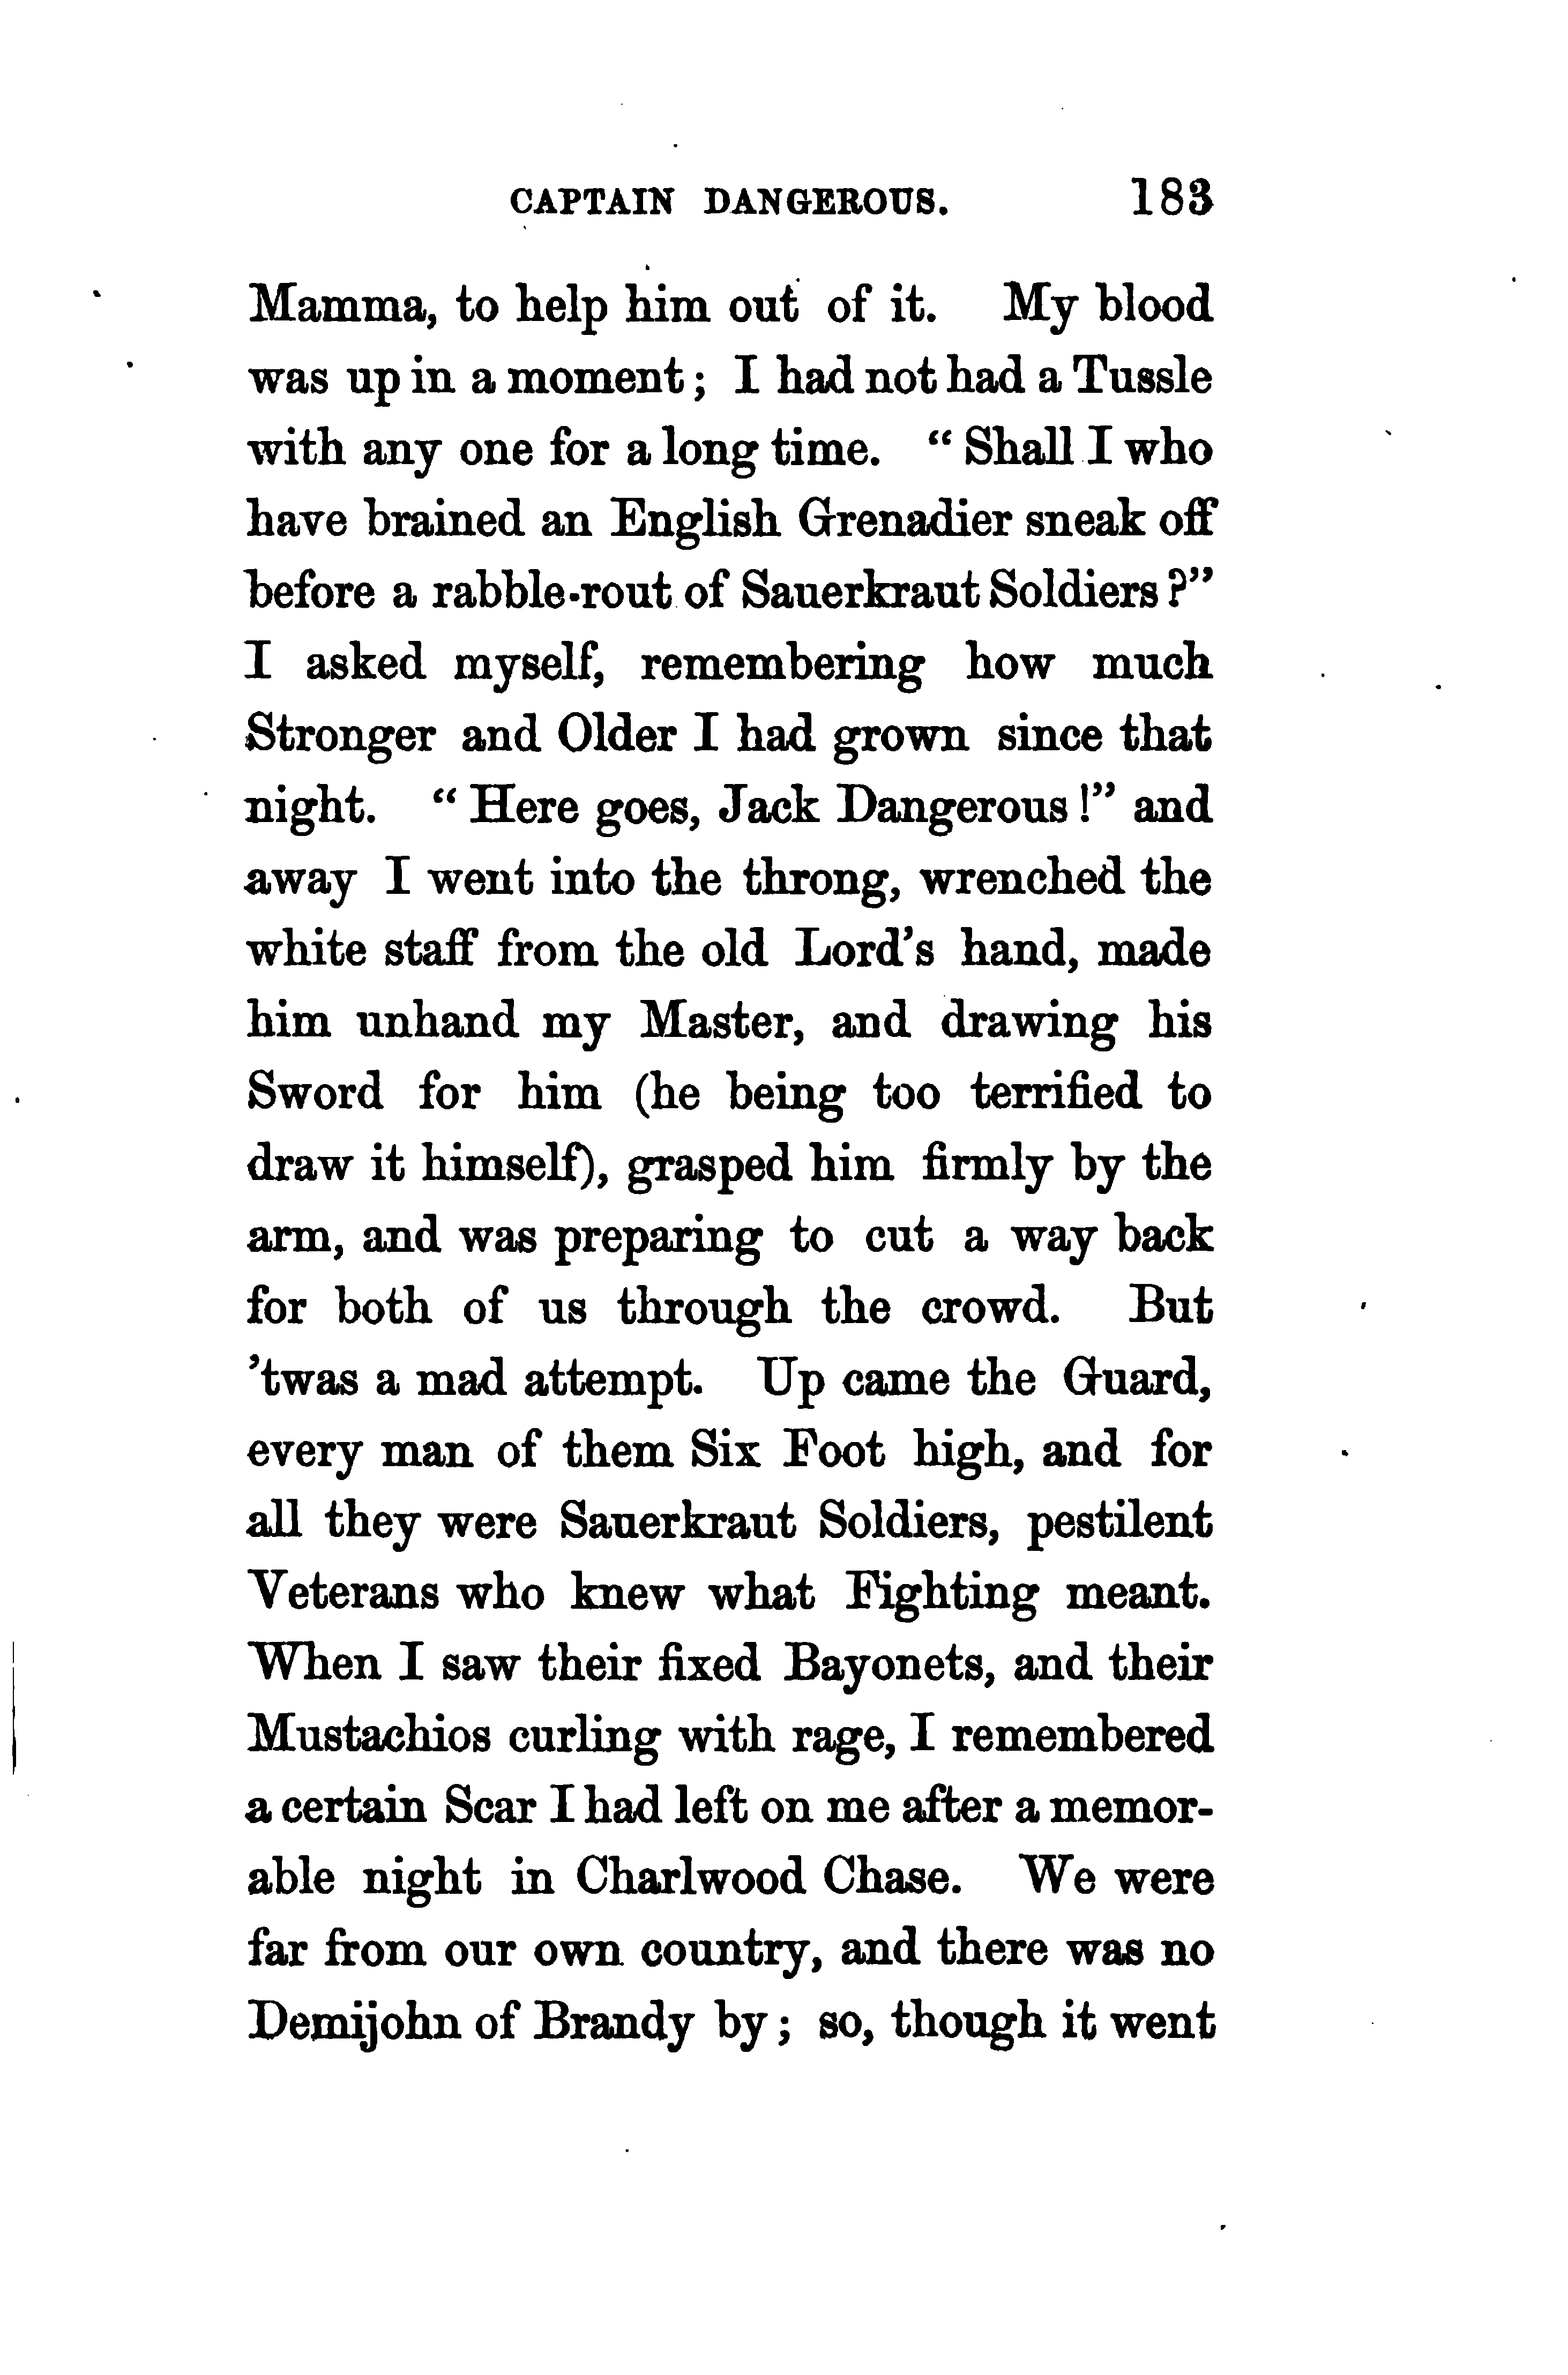 CAPTAIN DANGEROUS. 183
Mamma, to help him out of it. My blood
was up in a moment; I had not had a Tussle
with any one for a long time. “Shall I who
have brained an English Grenadier sneak off
before a rabble-rout of Sauerkraut Soldiers?”
I asked myself, remembering how much
Stronger and Older I had grown since that
night. “Here goes, Jack Dangerous!” and
away I went into the throng, wrenched the
white staff from the old Lord’s hand, made
him unhand my Master, and drawing his
Sword for him (he being too terrified to
draw it himself), grasped him firmly by the
arm, and was preparing to cut a way back
for both of us through the crowd. But
’twas a mad attempt. Up came the Guard,
every man of them Six Foot high, and for
all they were Sauerkraut Soldiers, pestilent
Veterans who knew what Fighting meant.
When I saw their fixed Bayonets, and their
Mustachios curling with rage, I remembered
a certain Scar I had left on me after a memor-
able night in Charlwood Chase. We were
far from our own country, and there was no
Demijohn of Brandy by; so, though it went